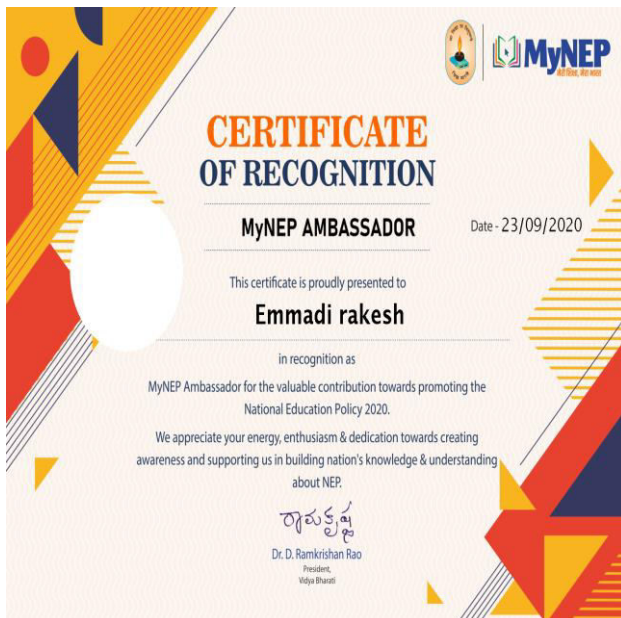 MyNEP
CERTIFICATE
OF RECOGNITION
MyNEP AMBASSADOR
Date - 23/09/2020
This certificate is proudly presented to
Emmadi rakesh
in recognition as
MyNEP Ambassador for the valuable contribution towards promoting the
National Education Policy 2020.
We appreciate your energy, enthusiasm & dedication towards creating
awareness and supporting us in building nation's knowledge & understanding
about NEP.
రామకృష్ణ
Dr. D. Ramkrishan Rao
President,
Vidya Bharati